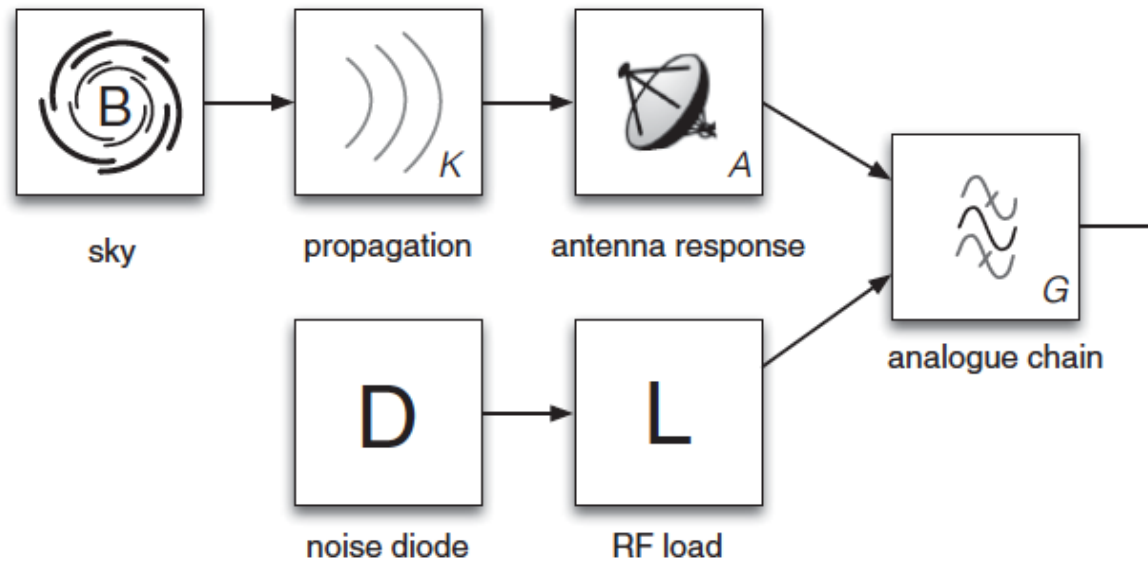 B
K
A
sky
propagation
antenna response
G
analogue chain
D
L
noise diode
RF load